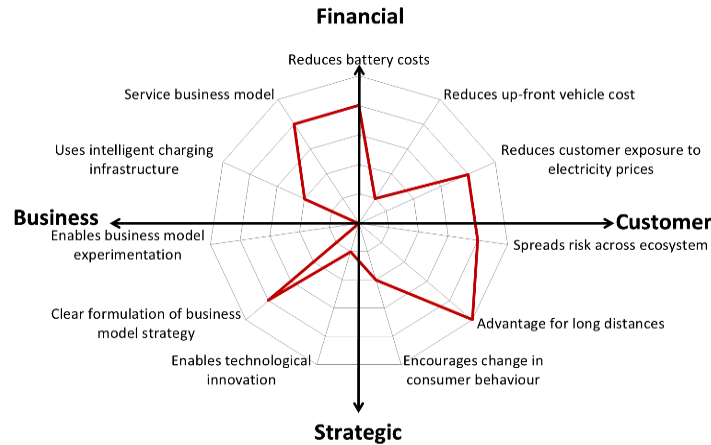 Financial
Reduces battery costs
Service business model
Reduces up-front vehicle cost
Uses intelligent charging
infrastructure
Reduces customer exposure to
electricity prices
Business
Customer
Enables business model
experimentation
Spreads risk across ecosystem
Clear formulation of business
model strategy
Advantage for long distances
Enables technological
innovation
Encourages change in
consumer behaviour
Strategic